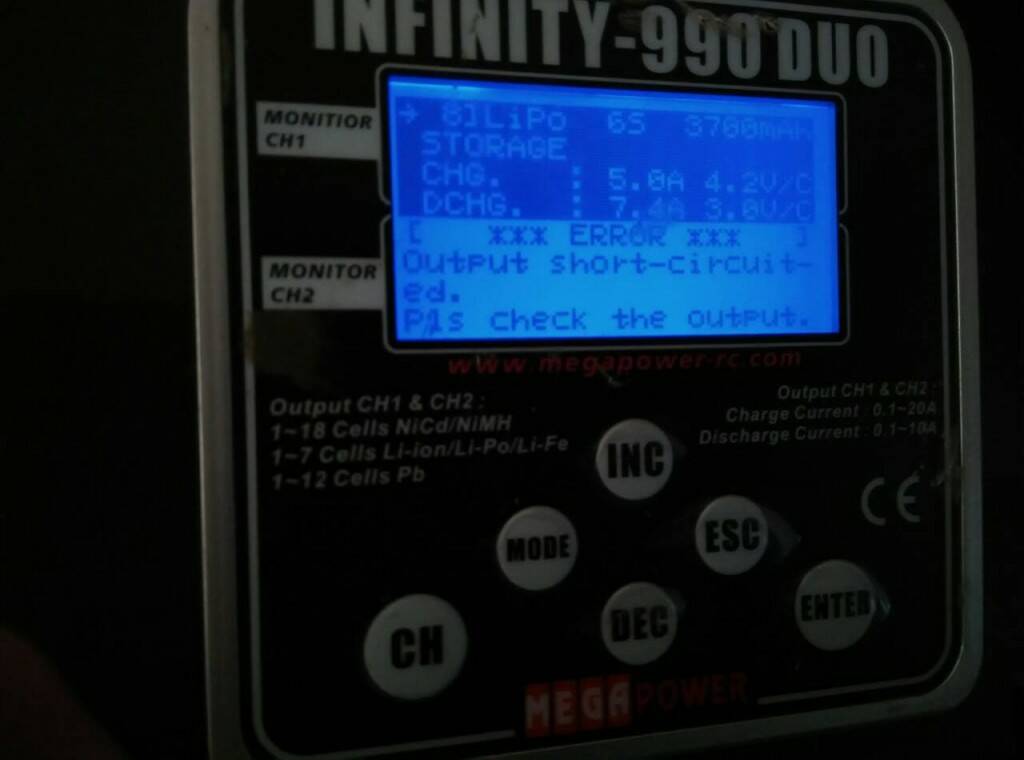 INFINITY-990 DUO
MONITIOR
CH1
→ 8]LiPo 6S 3700mAh
STORAGE
CHG. : 5.0A 4.2V/C
DCHG. : 7.4A 3.0V/C
MONITOR
CH2
[ *** ERROR *** ]
Output short-circuit-
ed.
Pls check the output.
www.megapower-rc.com
Output CH1 & CH2 :
1~18 Cells NiCd/NiMH
1~7 Cells Li-ion/Li-Po/Li-Fe
1~12 Cells Pb
Output CH1 & CH2 :
Charge Current : 0.1~20A
Discharge Current : 0.1~10A
INC
CE
MODE
ESC
CH
DEC
ENTER
MEGAPOWER